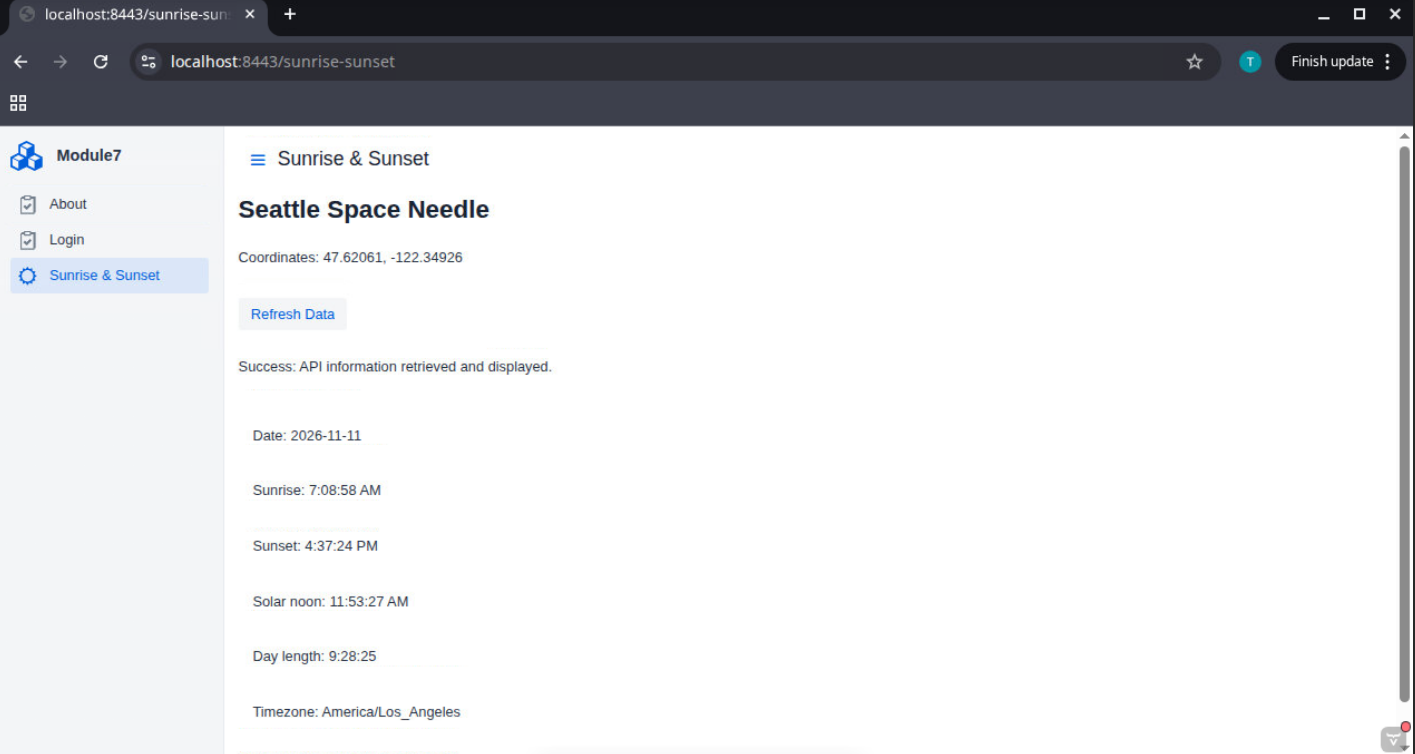 localhost:8443/sunrise-sun
localhost:8443/sunrise-sunset
T
Finish update
Module7
About
Login
Sunrise & Sunset
Sunrise & Sunset
Seattle Space Needle
Coordinates: 47.62061, -122.34926
Refresh Data
Success: API information retrieved and displayed.
Date: 2026-11-11
Sunrise: 7:08:58 AM
Sunset: 4:37:24 PM
Solar noon: 11:53:27 AM
Day length: 9:28:25
Timezone: America/Los_Angeles